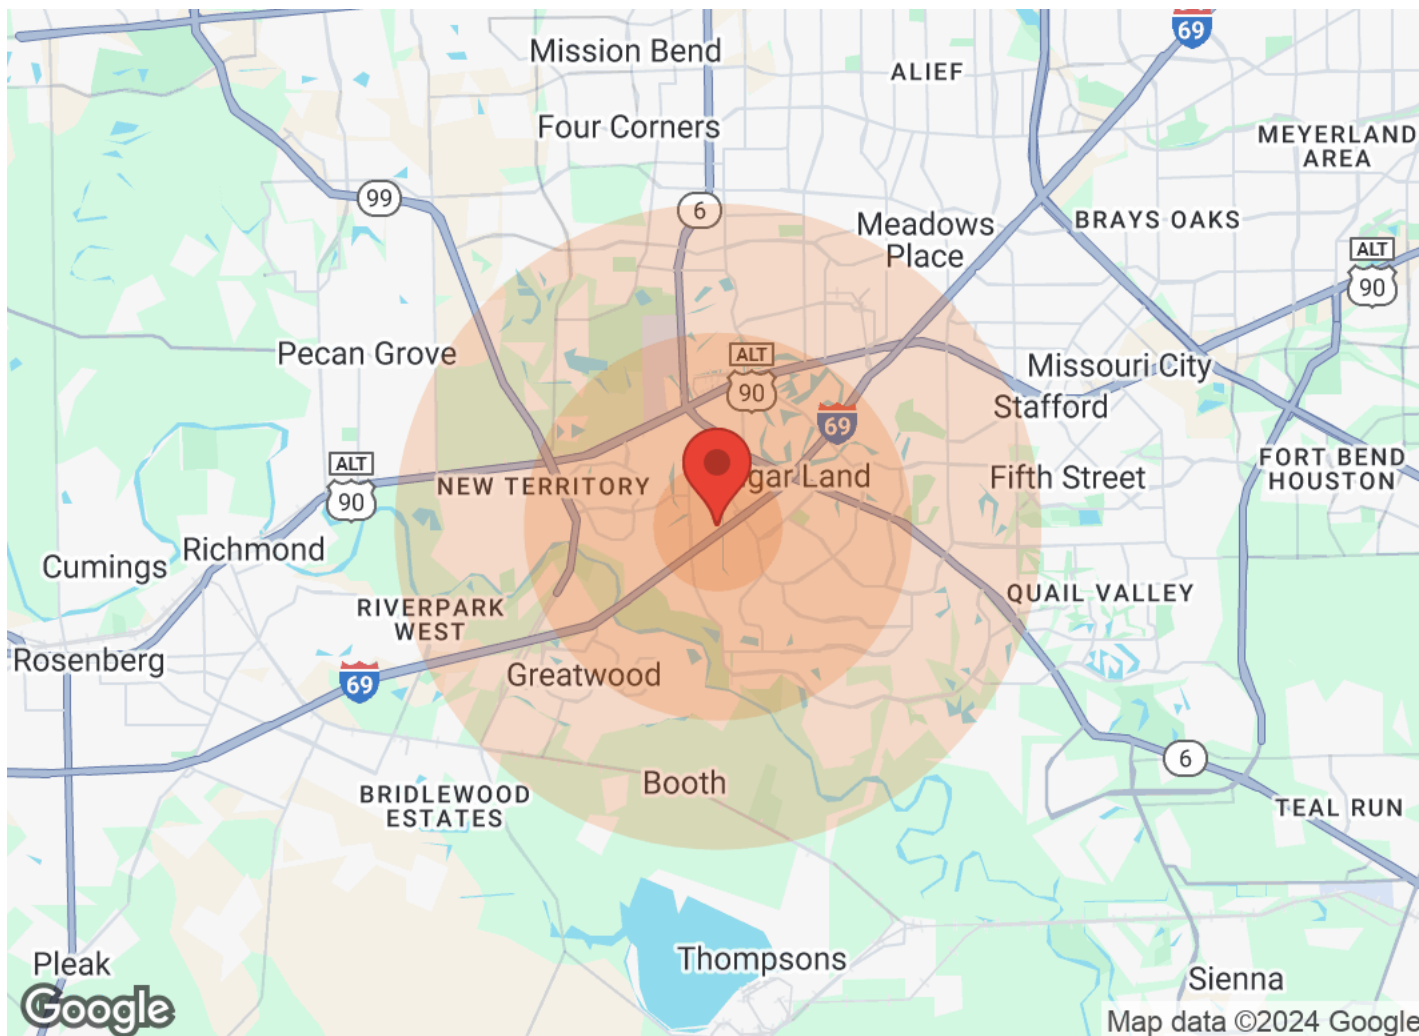 69
Mission Bend
ALIEF
Four Corners
MEYERLAND
AREA
99
6
Meadows
Place
BRAYS OAKS
ALT
90
Pecan Grove
ALT
90
Missouri City
Stafford
69
ALT
90
NEW TERRITORY
gar Land
Fifth Street
FORT BEND
HOUSTON
Richmond
Cumings
RIVERPARK
WEST
QUAIL VALLEY
Rosenberg
69
Greatwood
6
Booth
BRIDLEWOOD
ESTATES
TEAL RUN
Thompsons
Pleak
Sienna
Google
Map data ©2024 Google